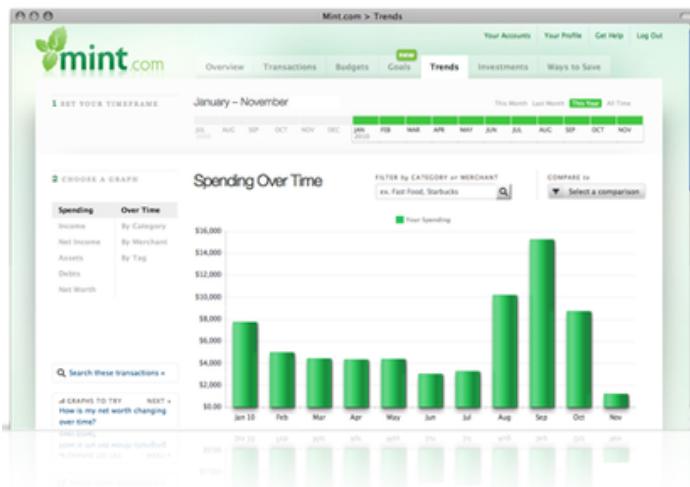 Mint.com > Trends
Your Accounts Your Profile Get Help Log Out
mint.com
new
Overview Transactions Budgets Goals Trends Investments Ways to Save
1 SET YOUR TIMEFRAME
January – November
This Month Last Month This Year All Time
JUL AUG SEP OCT NOV DEC JAN FEB MAR APR MAY JUN JUL AUG SEP OCT NOV
2010
2 CHOOSE A GRAPH
Spending Over Time
FILTER by CATEGORY or MERCHANT
COMPARE to
ex. Fast Food, Starbucks
Select a comparison
Spending Over Time
Income By Category
Net Income By Merchant
Assets By Tag
Debts
Net Worth
Your Spending
$16,000
$14,000
$12,000
$10,000
$8,000
$6,000
$4,000
$2,000
$0.00
Jan 10 Feb Mar Apr May Jun Jul Aug Sep Oct Nov
Search these transactions »
GRAPHS TO TRY NEXT »
How is my net worth changing
over time?